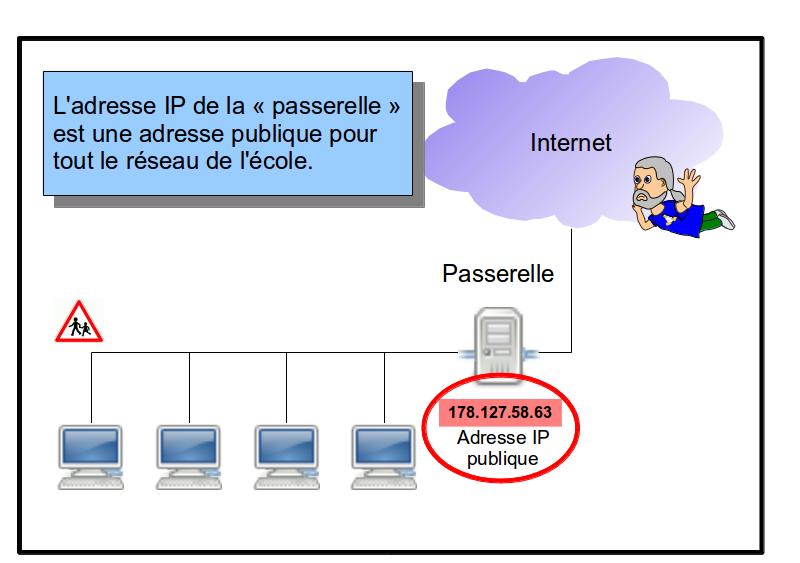 L'adresse IP de la « passerelle »
est une adresse publique pour
tout le réseau de l'école.
Internet
Passerelle
178.127.58.63
Adresse IP
publique